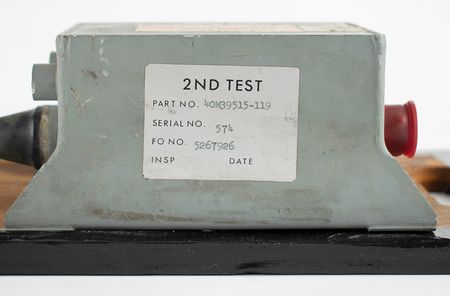 2ND TEST
PART NO. 40M39515-119
SERIAL NO. 574
FO NO. 5267926
INSP DATE